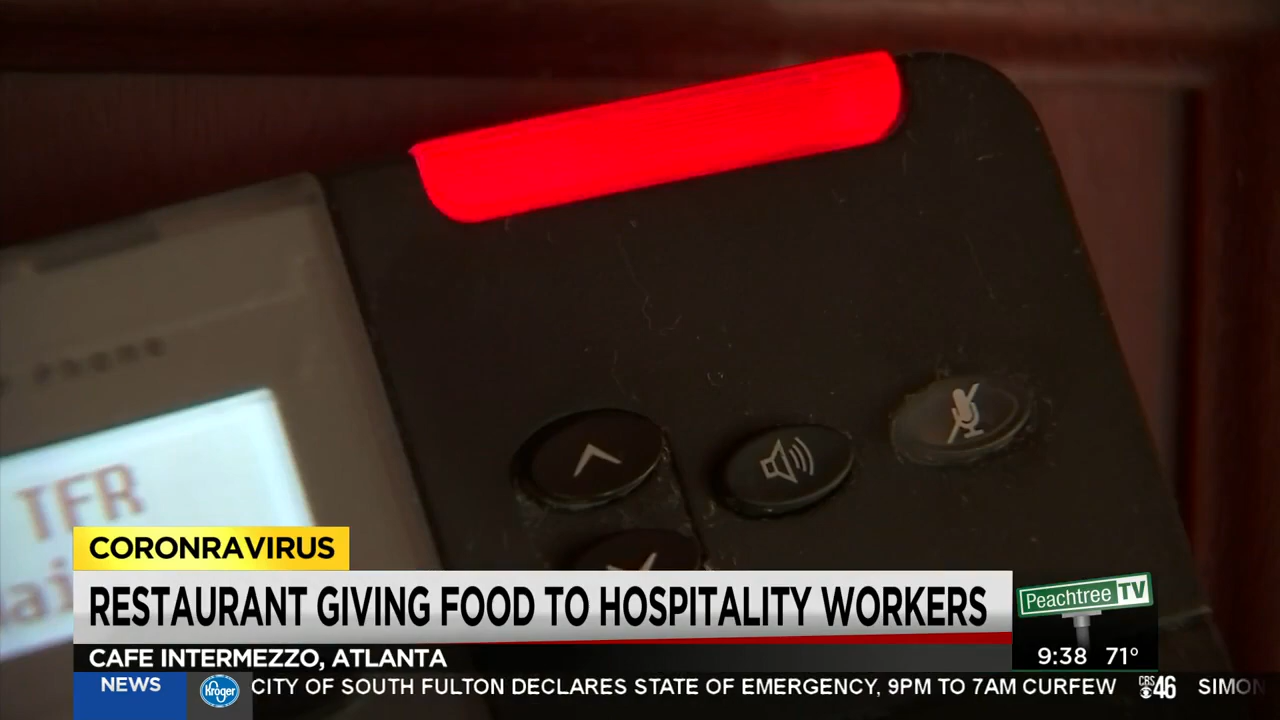 PHONE
TFR
CORONRAVIRUS
RESTAURANT GIVING FOOD TO HOSPITALITY WORKERS
Peachtree TV
CAFE INTERMEZZO, ATLANTA
9:38 71°
NEWS Kroger CITY OF SOUTH FULTON DECLARES STATE OF EMERGENCY, 9PM TO 7AM CURFEW CBS 46 SIMON